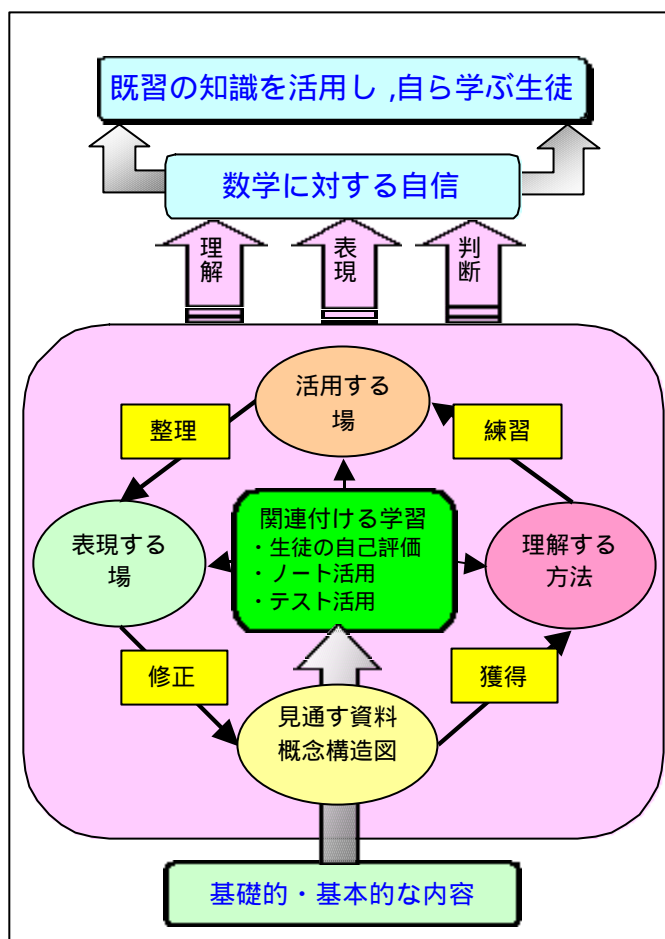 既習の知識を活用し,自ら学ぶ生徒
数学に対する自信
理解
表現
判断
活用する
場
整理
練習
関連付ける学習
・生徒の自己評価
・ノート活用
・テスト活用
表現する
場
理解する
方法
修正
獲得
見通す資料
概念構造図
基礎的・基本的な内容